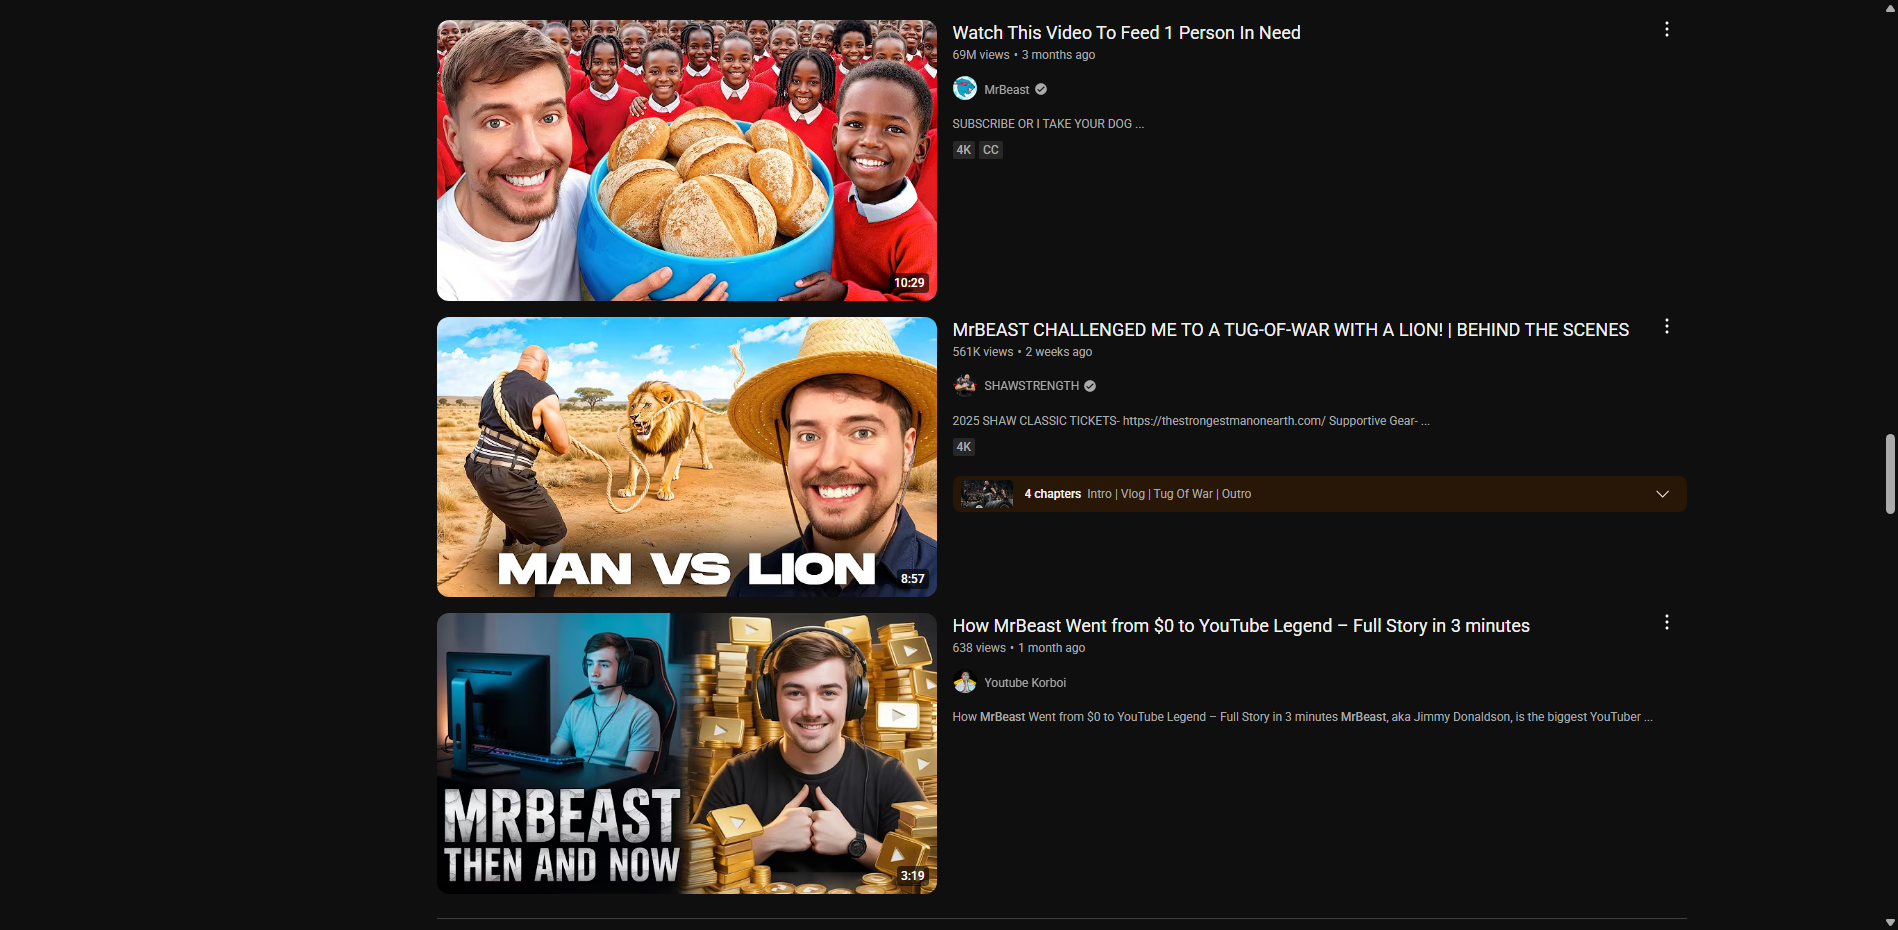 Watch This Video To Feed 1 Person In Need
69M views • 3 months ago
MrBeast
SUBSCRIBE OR I TAKE YOUR DOG ...
4K CC
10:29
MrBEAST CHALLENGED ME TO A TUG-OF-WAR WITH A LION! | BEHIND THE SCENES
561K views • 2 weeks ago
SHAWSTRENGTH
2025 SHAW CLASSIC TICKETS- https://thestrongestmanonearth.com/ Supportive Gear- ...
4K
4 chapters Intro | Vlog | Tug Of War | Outro
MAN VS LION
8:57
How MrBeast Went from $0 to YouTube Legend – Full Story in 3 minutes
638 views • 1 month ago
Youtube Korboi
How MrBeast Went from $0 to YouTube Legend – Full Story in 3 minutes MrBeast, aka Jimmy Donaldson, is the biggest YouTuber ...
MRBEAST
THEN AND NOW
3:19